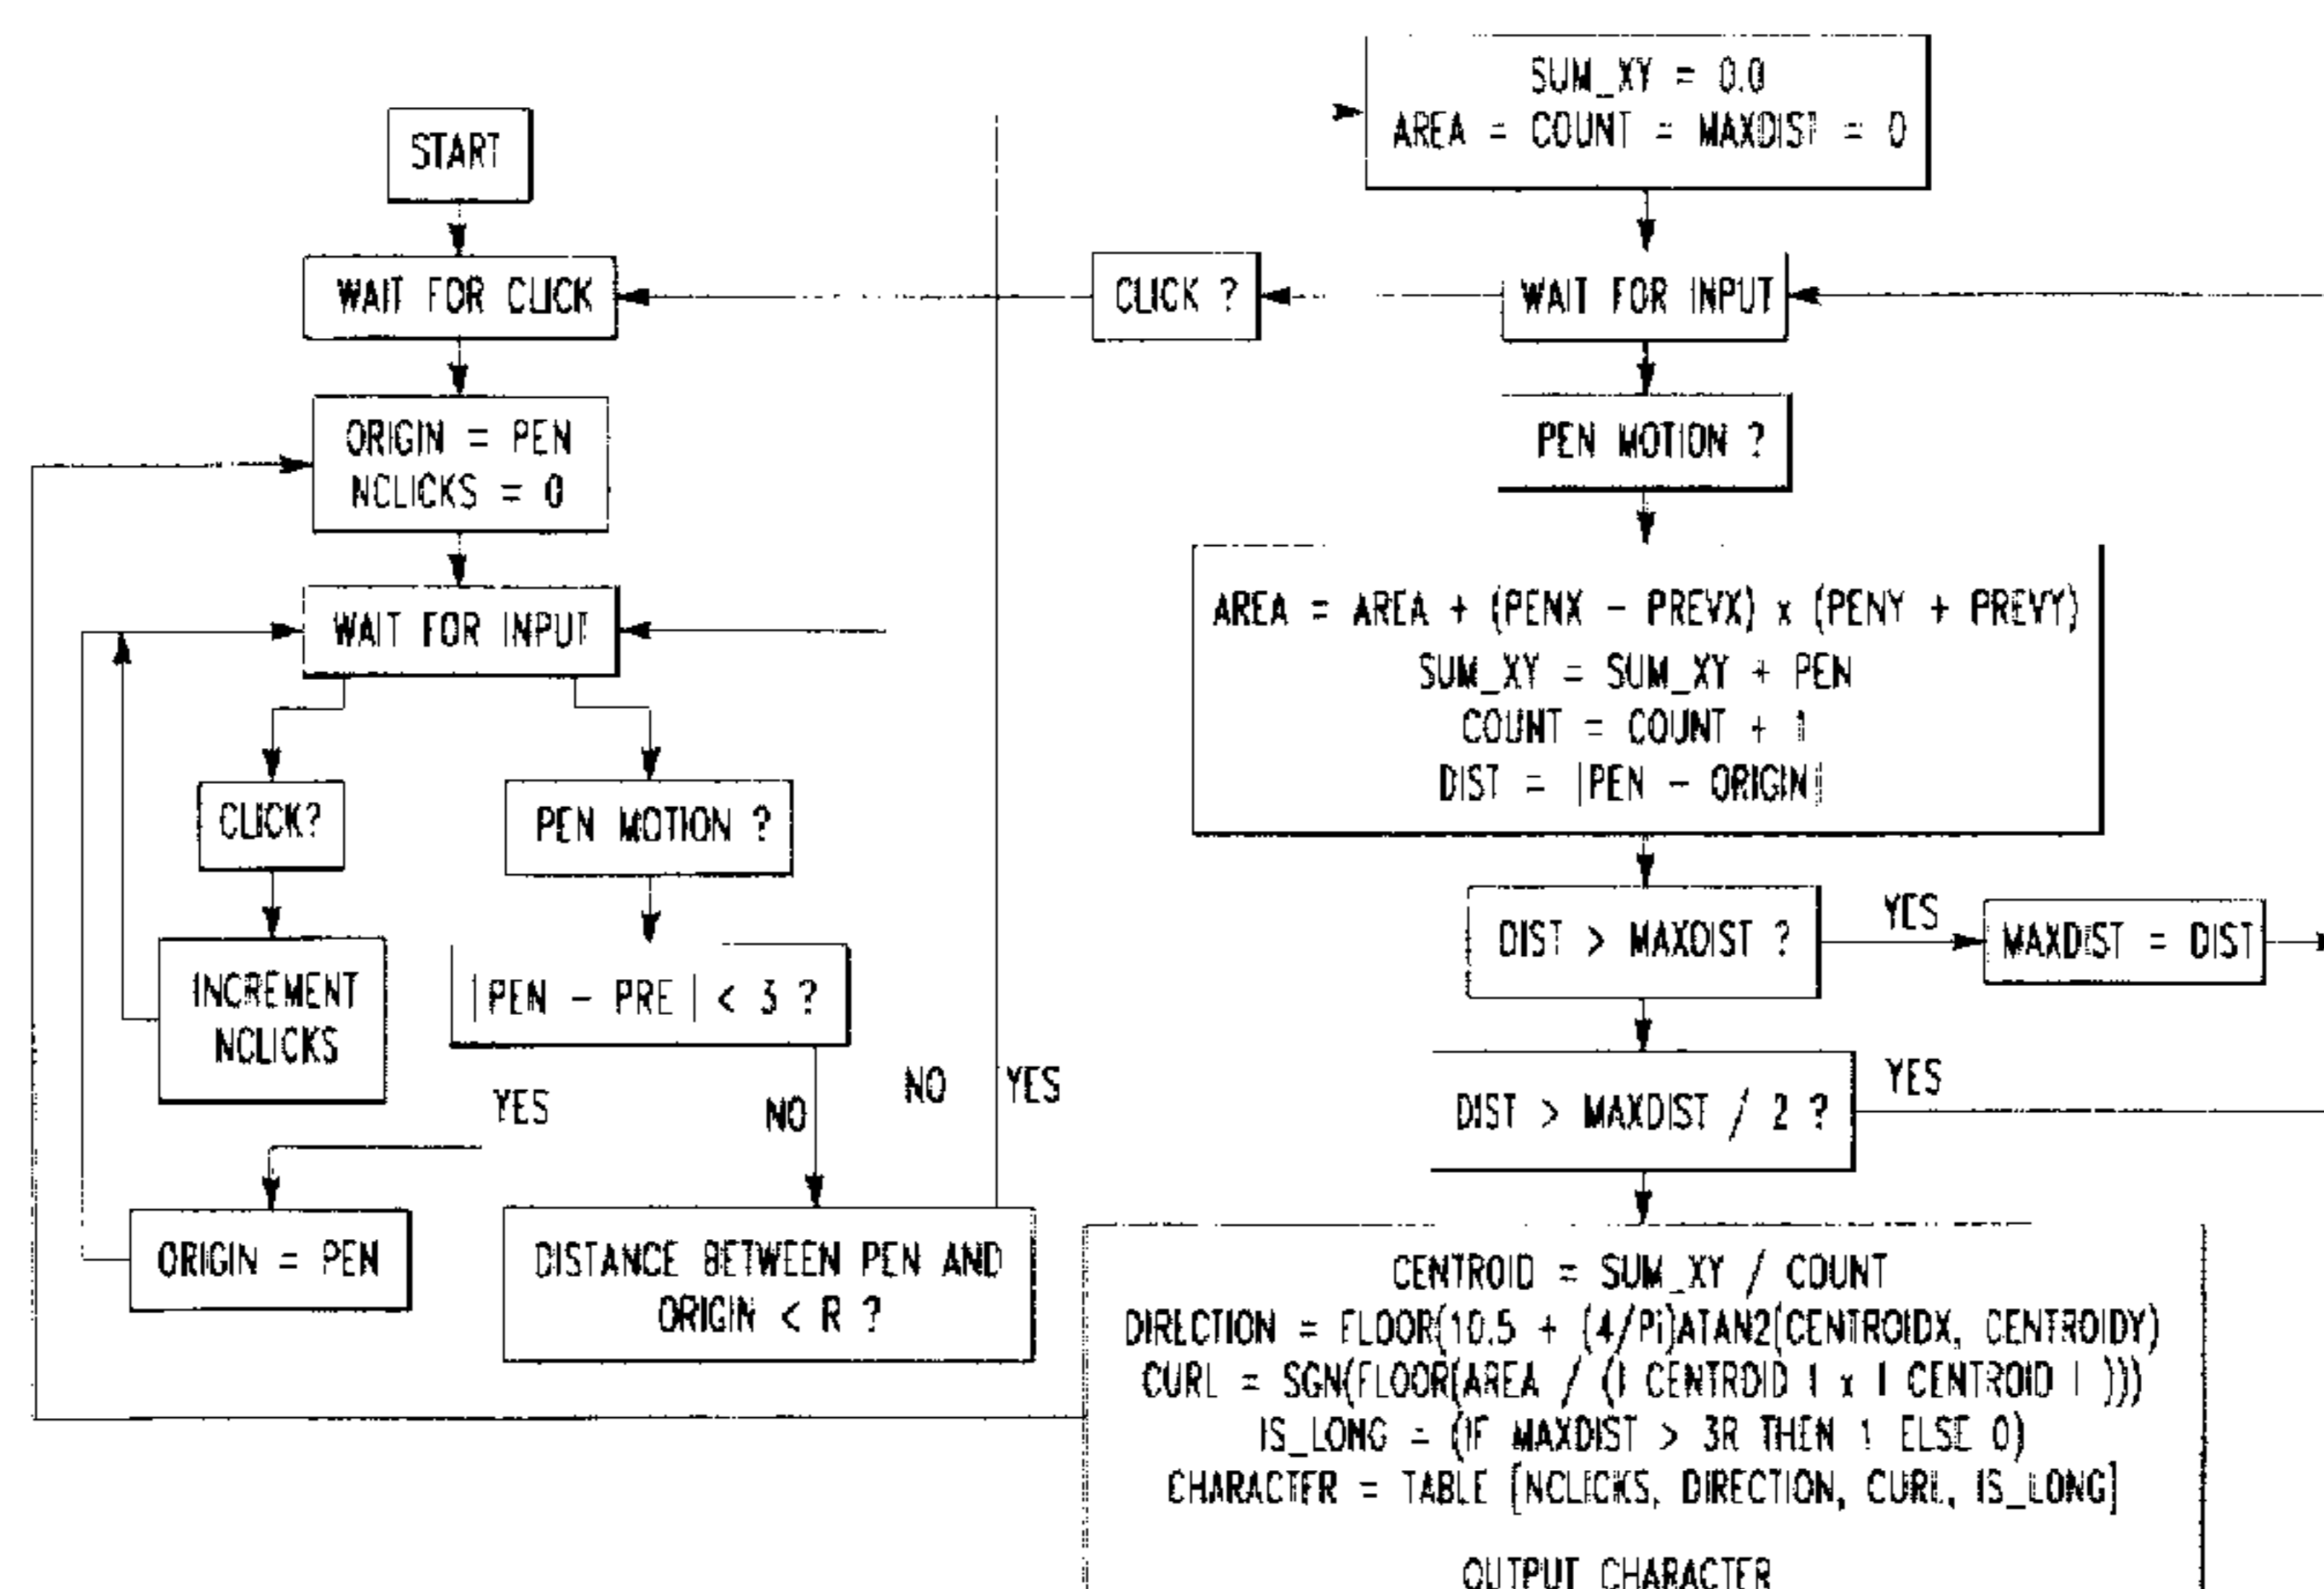 START
WAIT FOR CLICK
ORIGIN = PEN
NCLICKS = 0
WAIT FOR INPUT
CLICK?
PEN MOTION ?
INCREMENT
NCLICKS
|PEN - PRE | < 3 ?
YES
NO
NO
YES
ORIGIN = PEN
DISTANCE BETWEEN PEN AND
ORIGIN < R ?
SUM_XY = 0.0
AREA = COUNT = MAXDIST = 0
CLICK ?
WAIT FOR INPUT
PEN MOTION ?
AREA = AREA + (PENX - PREVX) x (PENY + PREVY)
SUM_XY = SUM_XY + PEN
COUNT = COUNT + 1
DIST = |PEN - ORIGIN|
DIST > MAXDIST ?
YES
MAXDIST = DIST
DIST > MAXDIST / 2 ?
YES
CENTROID = SUM_XY / COUNT
DIRECTION = FLOOR(10.5 + (4/Pi)ATAN2(CENTROIDX, CENTROIDY)
CURL = SGN(FLOOR(AREA / (| CENTROID | x | CENTROID | )))
IS_LONG = (IF MAXDIST > 3R THEN 1 ELSE 0)
CHARACTER = TABLE [NCLICKS, DIRECTION, CURL, IS_LONG]
OUTPUT CHARACTER